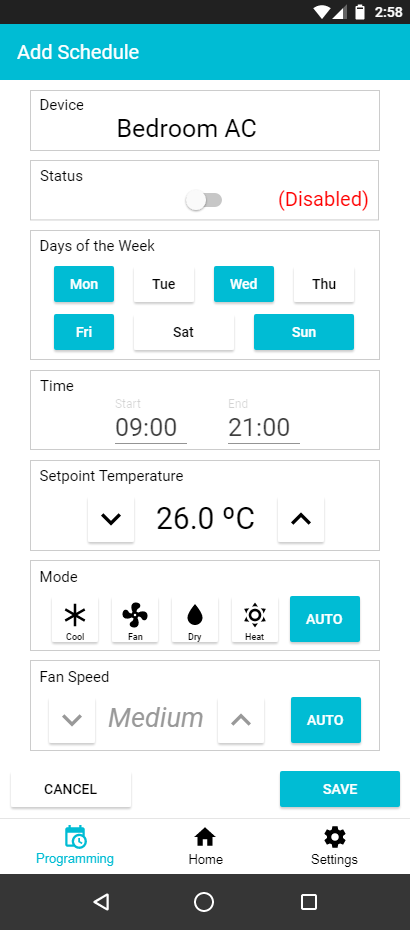 2:58
Add Schedule
Device
Bedroom AC
Status
(Disabled)
Days of the Week
Mon Tue Wed Thu
Fri Sat Sun
Time
Start End
09:00 21:00
Setpoint Temperature
26.0 ºC
Mode
Cool Fan Dry Heat AUTO
Fan Speed
Medium AUTO
CANCEL SAVE
Programming Home Settings